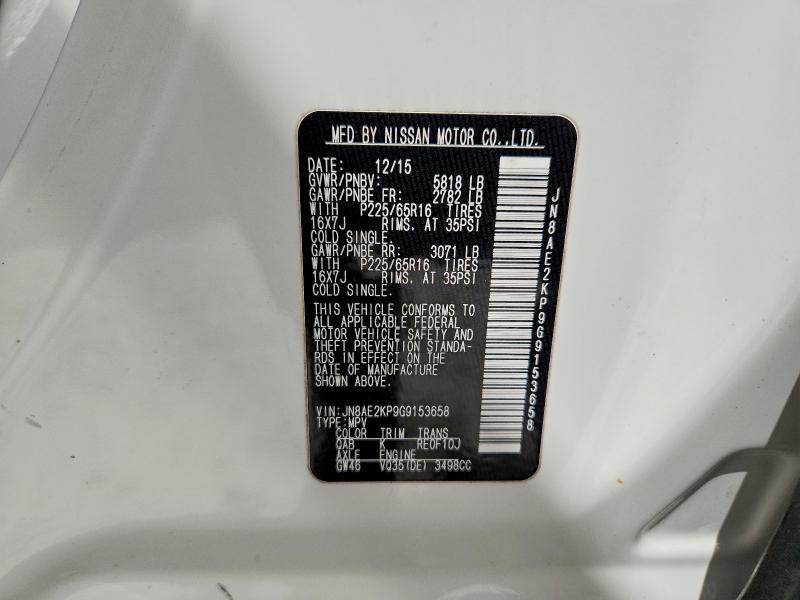 MFD BY NISSAN MOTOR CO.,LTD.
DATE: 12/15
GVWR/PNBV: 5818 LB
GAWR/PNBE FR: 2782 LB
WITH P225/65R16 TIRES
16X7J RIMS. AT 35PSI
COLD SINGLE.
GAWR/PNBE RR: 3071 LB
WITH P225/65R16 TIRES
16X7J RIMS. AT 35PSI
COLD SINGLE.
THIS VEHICLE CONFORMS TO
ALL APPLICABLE FEDERAL
MOTOR VEHICLE SAFETY AND
THEFT PREVENTION STANDA-
RDS IN EFFECT ON THE
DATE OF MANUFACTURE
SHOWN ABOVE.
VIN:JN8AE2KP9G9153658
TYPE:MPV
COLOR TRIM TRANS
QAB K RE0F10J
AXLE ENGINE
GW46 VQ35(DE) 3498CC
JN8AE2KP9G9153658